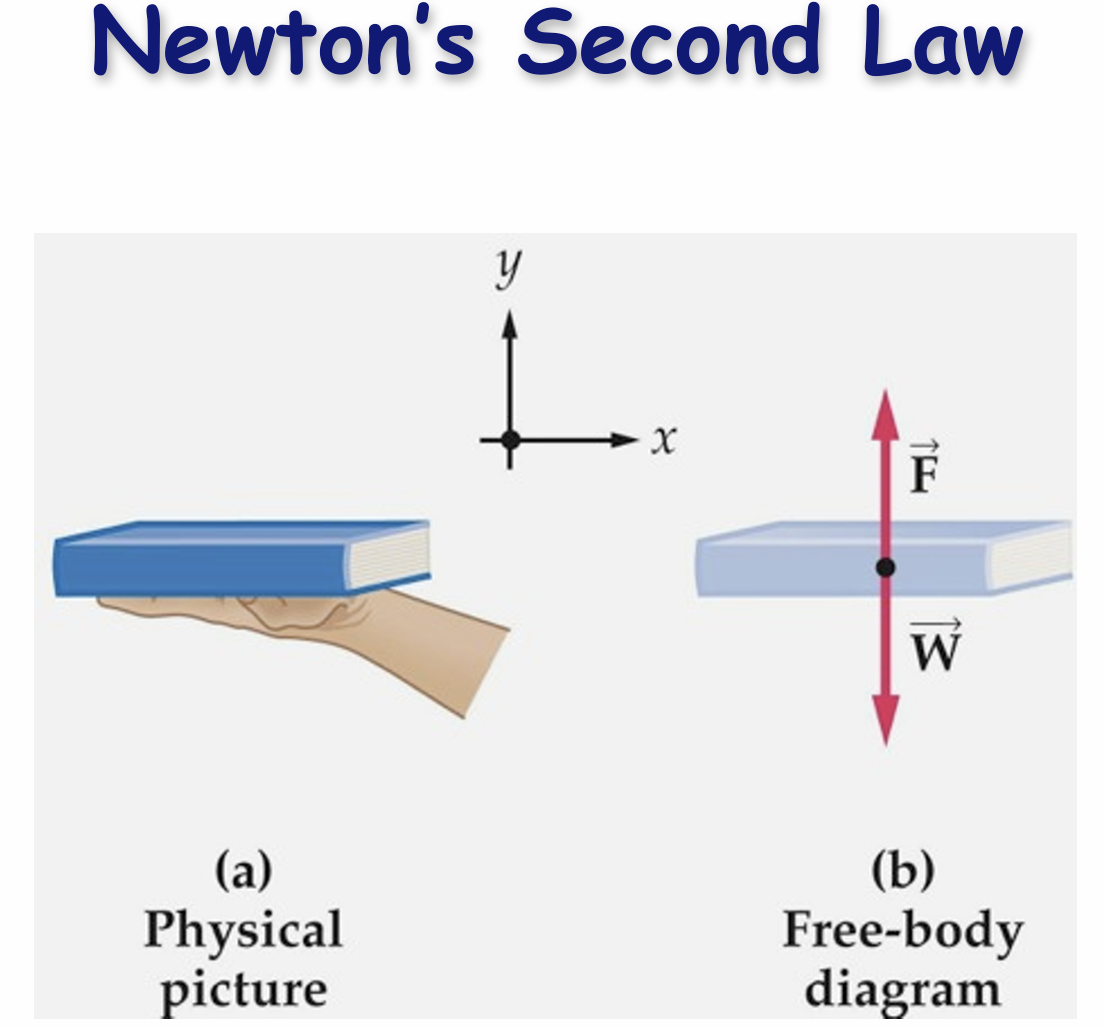 Newton's Second Law
y
x
F
W
(a)
Physical
picture
(b)
Free-body
diagram